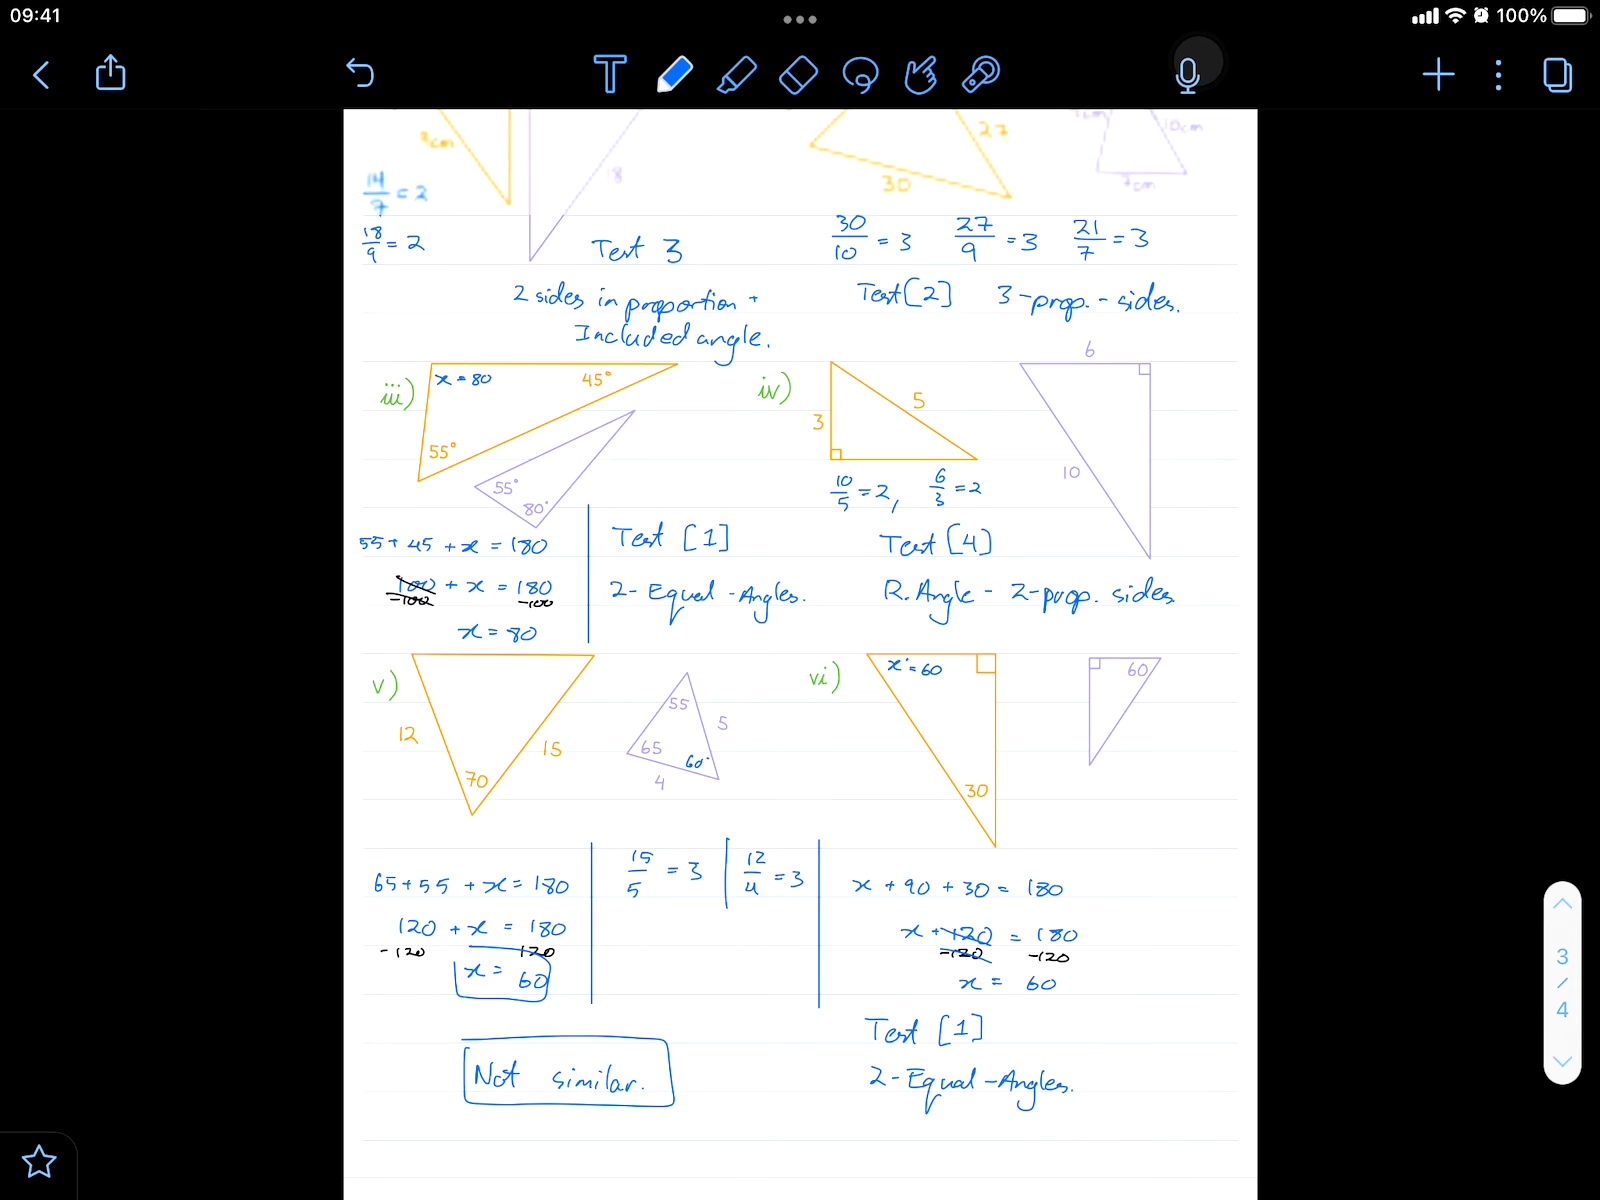 09:41
100%
9cm
18
27
30
10cm
7cm
14/7 = 2
18/9 = 2
Test 3
30/10 = 3 27/9 = 3 21/7 = 3
2 sides in proportion +
Included angle.
Test [2] 3-prop.-sides.
iii)
x = 80
45°
55°
55°
80°
iv)
3
5
6
10
10/5 = 2, 6/3 = 2
55 + 45 + x = 180
100 + x = 180
-100 -100
x = 80
Test [1]
2-Equal-Angles.
Test [4]
R.Angle - 2-prop. sides
v)
12
15
70
55
5
65
60°
4
vi)
x = 60
30
60
65 + 55 + x = 180
120 + x = 180
-120 120
x = 60
15/5 = 3
12/4 = 3
x + 90 + 30 = 180
x + 120 = 180
-120 -120
x = 60
Not similar.
Test [1]
2-Equal-Angles.
3
/
4